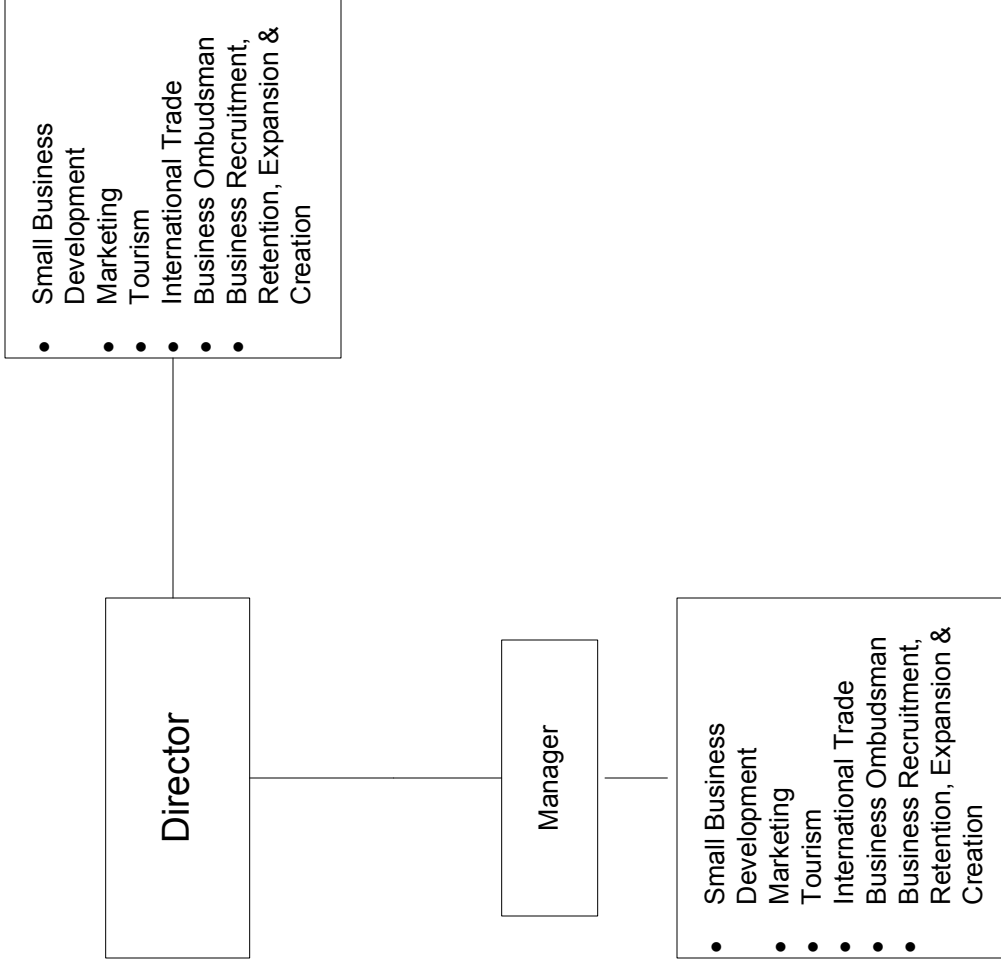 Director
• Small Business
Development
• Marketing
• Tourism
• International Trade
• Business Ombudsman
• Business Recruitment,
Retention, Expansion &
Creation
Manager
• Small Business
Development
• Marketing
• Tourism
• International Trade
• Business Ombudsman
• Business Recruitment,
Retention, Expansion &
Creation